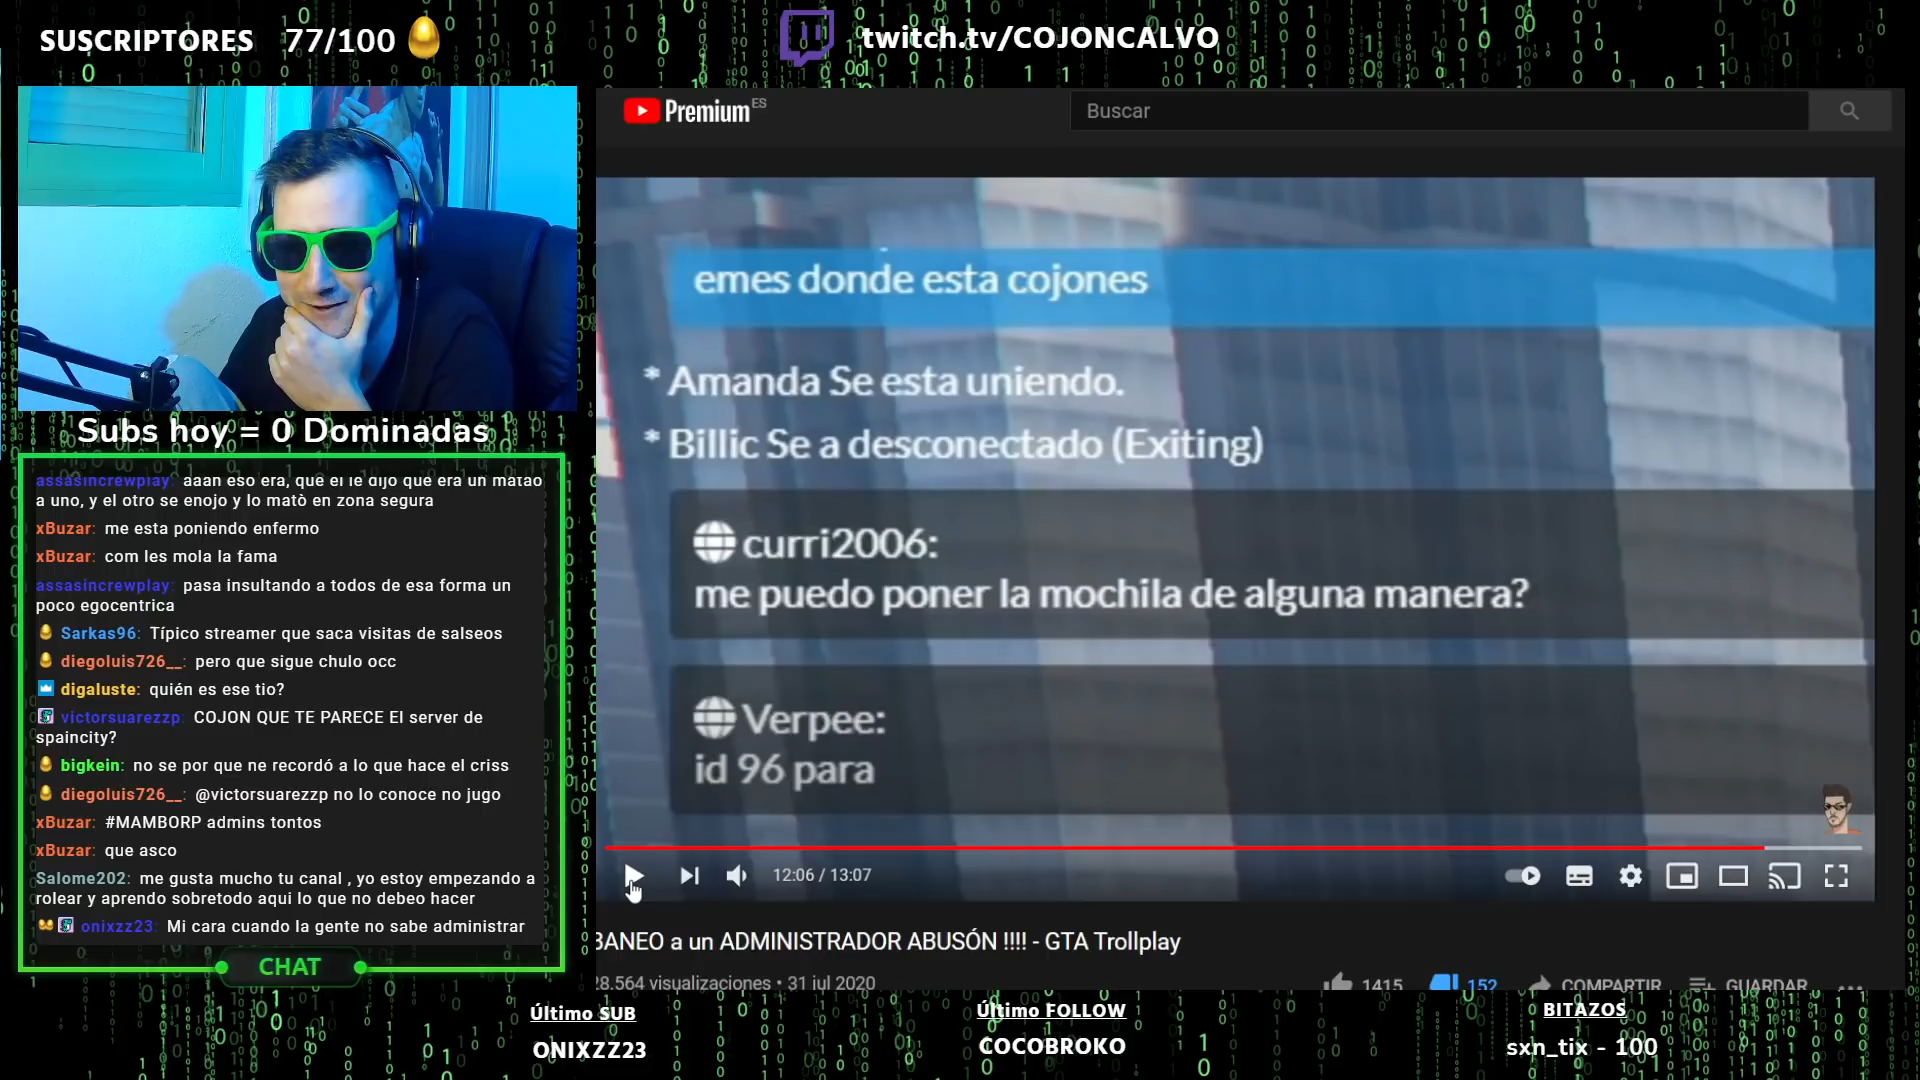 SUSCRIPTORES 77/100
twitch.tv/COJONCALVO
Premium ES
Buscar
emes donde esta cojones
* Amanda Se esta uniendo.
* Billic Se a desconectado (Exiting)
curri2006:
me puedo poner la mochila de alguna manera?
Verpee:
id 96 para
12:06 / 13:07
BANEO a un ADMINISTRADOR ABUSÓN !!!! - GTA Trollplay
28.564 visualizaciones • 31 jul 2020
1415
152
COMPARTIR
GUARDAR
Subs hoy = 0 Dominadas
assasincrewplay: aaan eso era, que el le dijo que era un matao
a uno, y el otro se enojo y lo matò en zona segura
xBuzar: me esta poniendo enfermo
xBuzar: com les mola la fama
assasincrewplay: pasa insultando a todos de esa forma un
poco egocentrica
Sarkas96: Típico streamer que saca visitas de salseos
diegoluis726__: pero que sigue chulo occ
digaluste: quién es ese tio?
victorsuarezzp: COJON QUE TE PARECE El server de
spaincity?
bigkein: no se por que ne recordó a lo que hace el criss
diegoluis726__: @victorsuarezzp no lo conoce no jugo
xBuzar: #MAMBORP admins tontos
xBuzar: que asco
Salome202: me gusta mucho tu canal , yo estoy empezando a
rolear y aprendo sobretodo aqui lo que no debeo hacer
onixzz23: Mi cara cuando la gente no sabe administrar
CHAT
Último SUB
ONIXZZ23
Último FOLLOW
COCOBROKO
BITAZOS
sxn_tix - 100